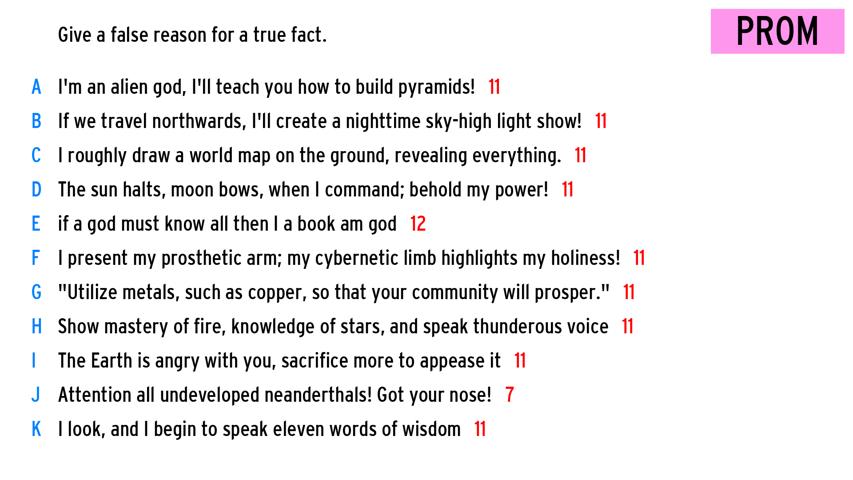 Give a false reason for a true fact.
PROM
A I'm an alien god, I'll teach you how to build pyramids! 11
B If we travel northwards, I'll create a nighttime sky-high light show! 11
C I roughly draw a world map on the ground, revealing everything. 11
D The sun halts, moon bows, when I command; behold my power! 11
E if a god must know all then I a book am god 12
F I present my prosthetic arm; my cybernetic limb highlights my holiness! 11
G "Utilize metals, such as copper, so that your community will prosper." 11
H Show mastery of fire, knowledge of stars, and speak thunderous voice 11
I The Earth is angry with you, sacrifice more to appease it 11
J Attention all undeveloped neanderthals! Got your nose! 7
K I look, and I begin to speak eleven words of wisdom 11